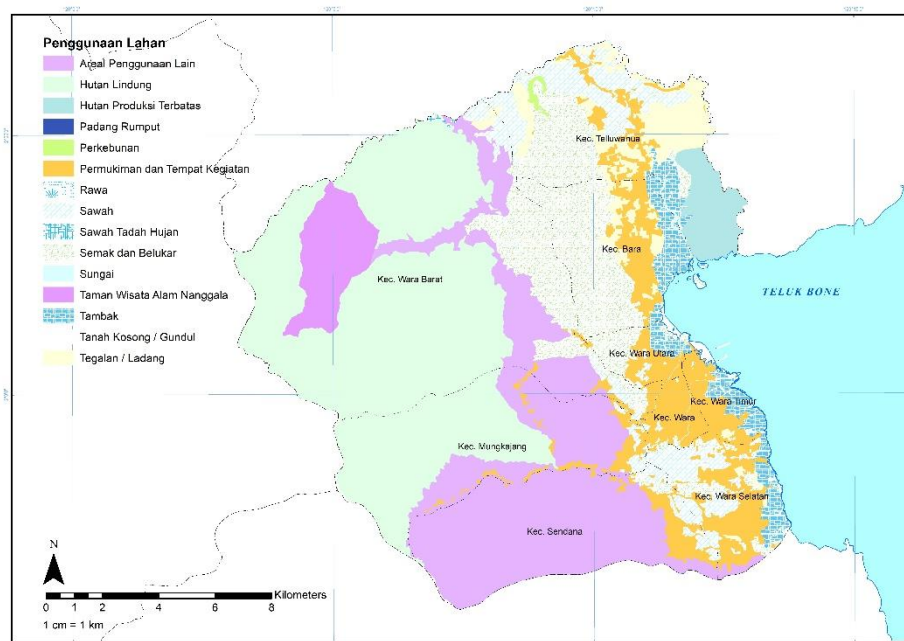 Penggunaan Lahan
Areal Penggunaan Lain
Hutan Lindung
Hutan Produksi Terbatas
Padang Rumput
Perkebunan
Permukiman dan Tempat Kegiatan
Rawa
Sawah
Sawah Tadah Hujan
Semak dan Belukar
Sungai
Taman Wisata Alam Nanggala
Tambak
Tanah Kosong / Gundul
Tegalan / Ladang
Kec. Telluwanua
Kec. Bara
Kec. Wara Barat
TELUK BONE
Kec. Wara Utara
Kec. Wara Timur
Kec. Wara
Kec. Mungkajang
Kec. Wara Selatan
Kec. Sendana
N
Kilometers
0 1 2 4 6 8
1 cm = 1 km